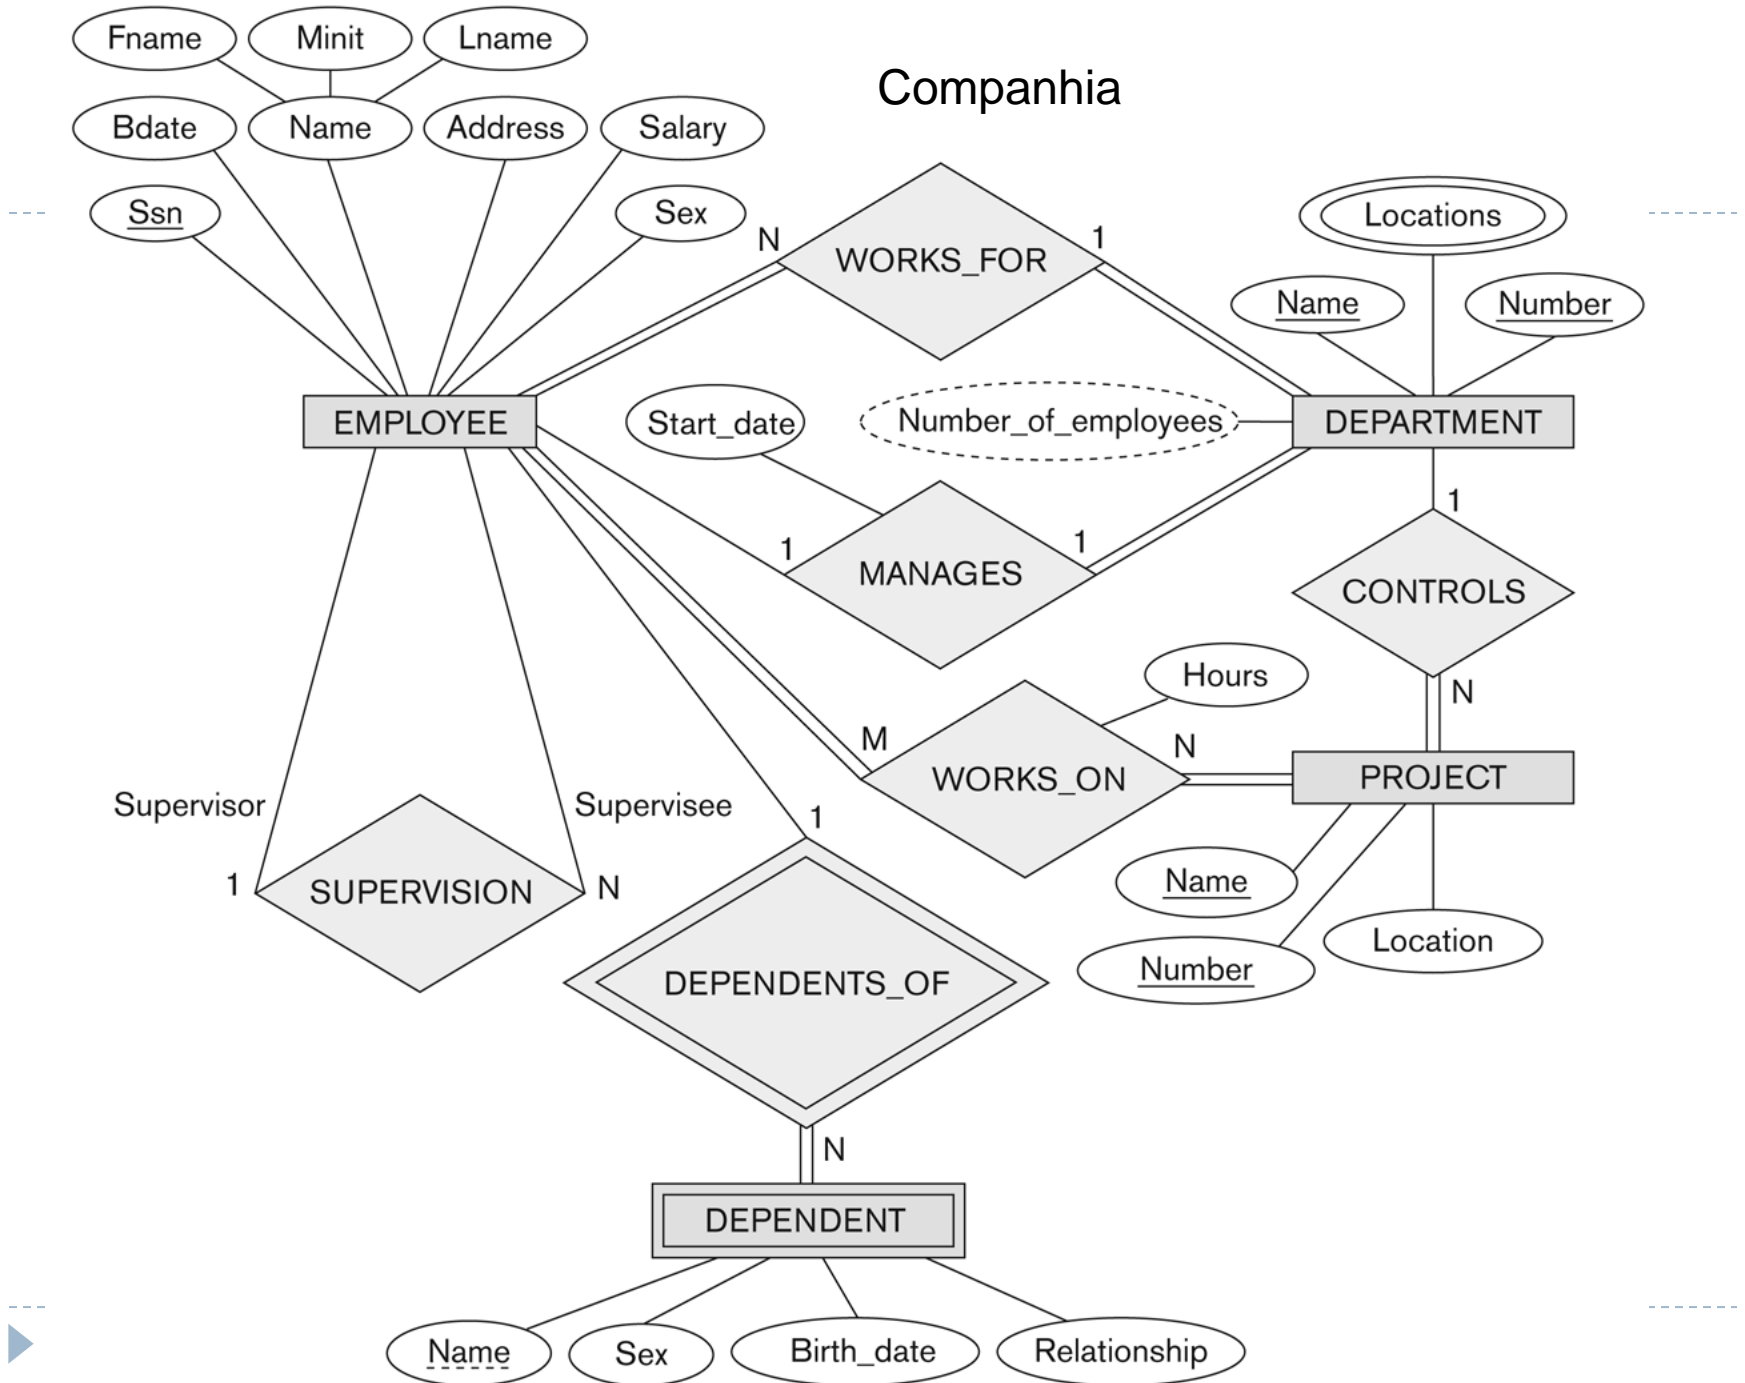 Fname
Minit
Lname
Companhia
Bdate
Name
Address
Salary
Ssn
Sex
N
WORKS_FOR
1
Locations
Name
Number
EMPLOYEE
Start_date
Number_of_employees
DEPARTMENT
1
MANAGES
1
1
CONTROLS
Hours
N
M
WORKS_ON
N
PROJECT
Supervisor
Supervisee
1
1
SUPERVISION
N
Name
Location
Number
DEPENDENTS_OF
N
DEPENDENT
Name
Sex
Birth_date
Relationship